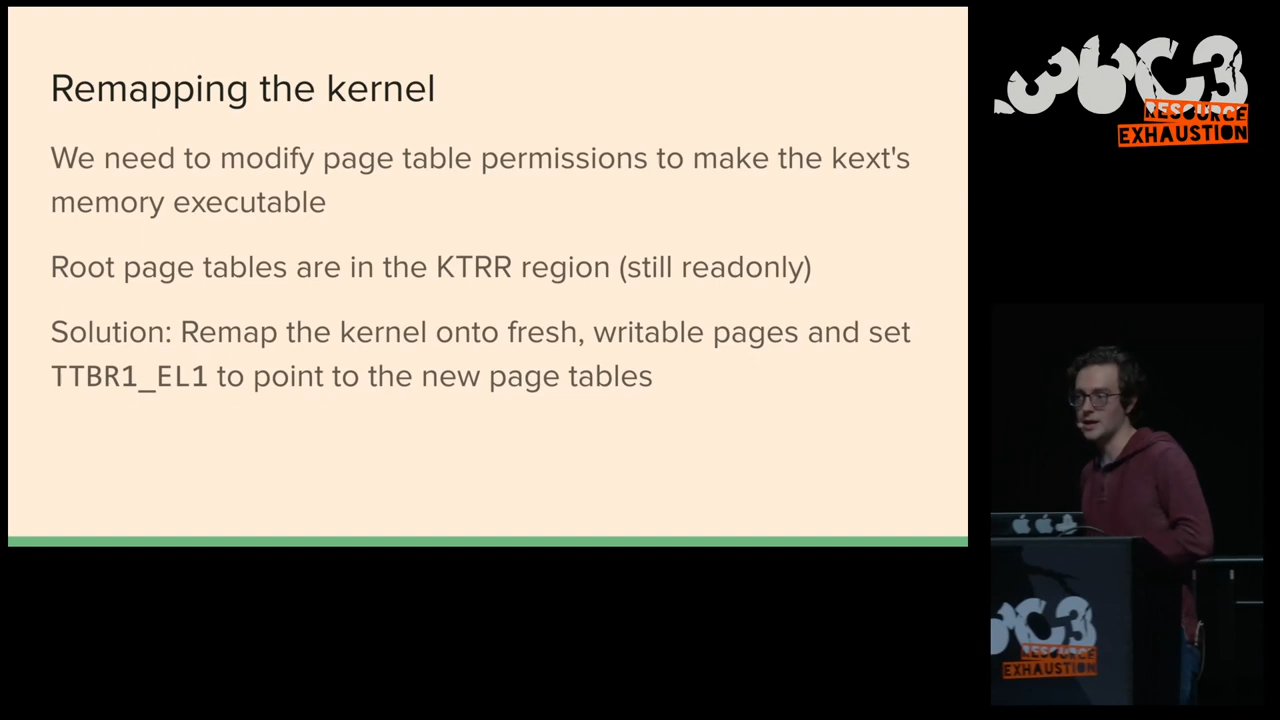 Remapping the kernel
We need to modify page table permissions to make the kext's
memory executable
Root page tables are in the KTRR region (still readonly)
Solution: Remap the kernel onto fresh, writable pages and set
TTBR1_EL1 to point to the new page tables
36C3
RESOURCE
EXHAUSTION
6C3
RESOURCE
EXHAUSTION